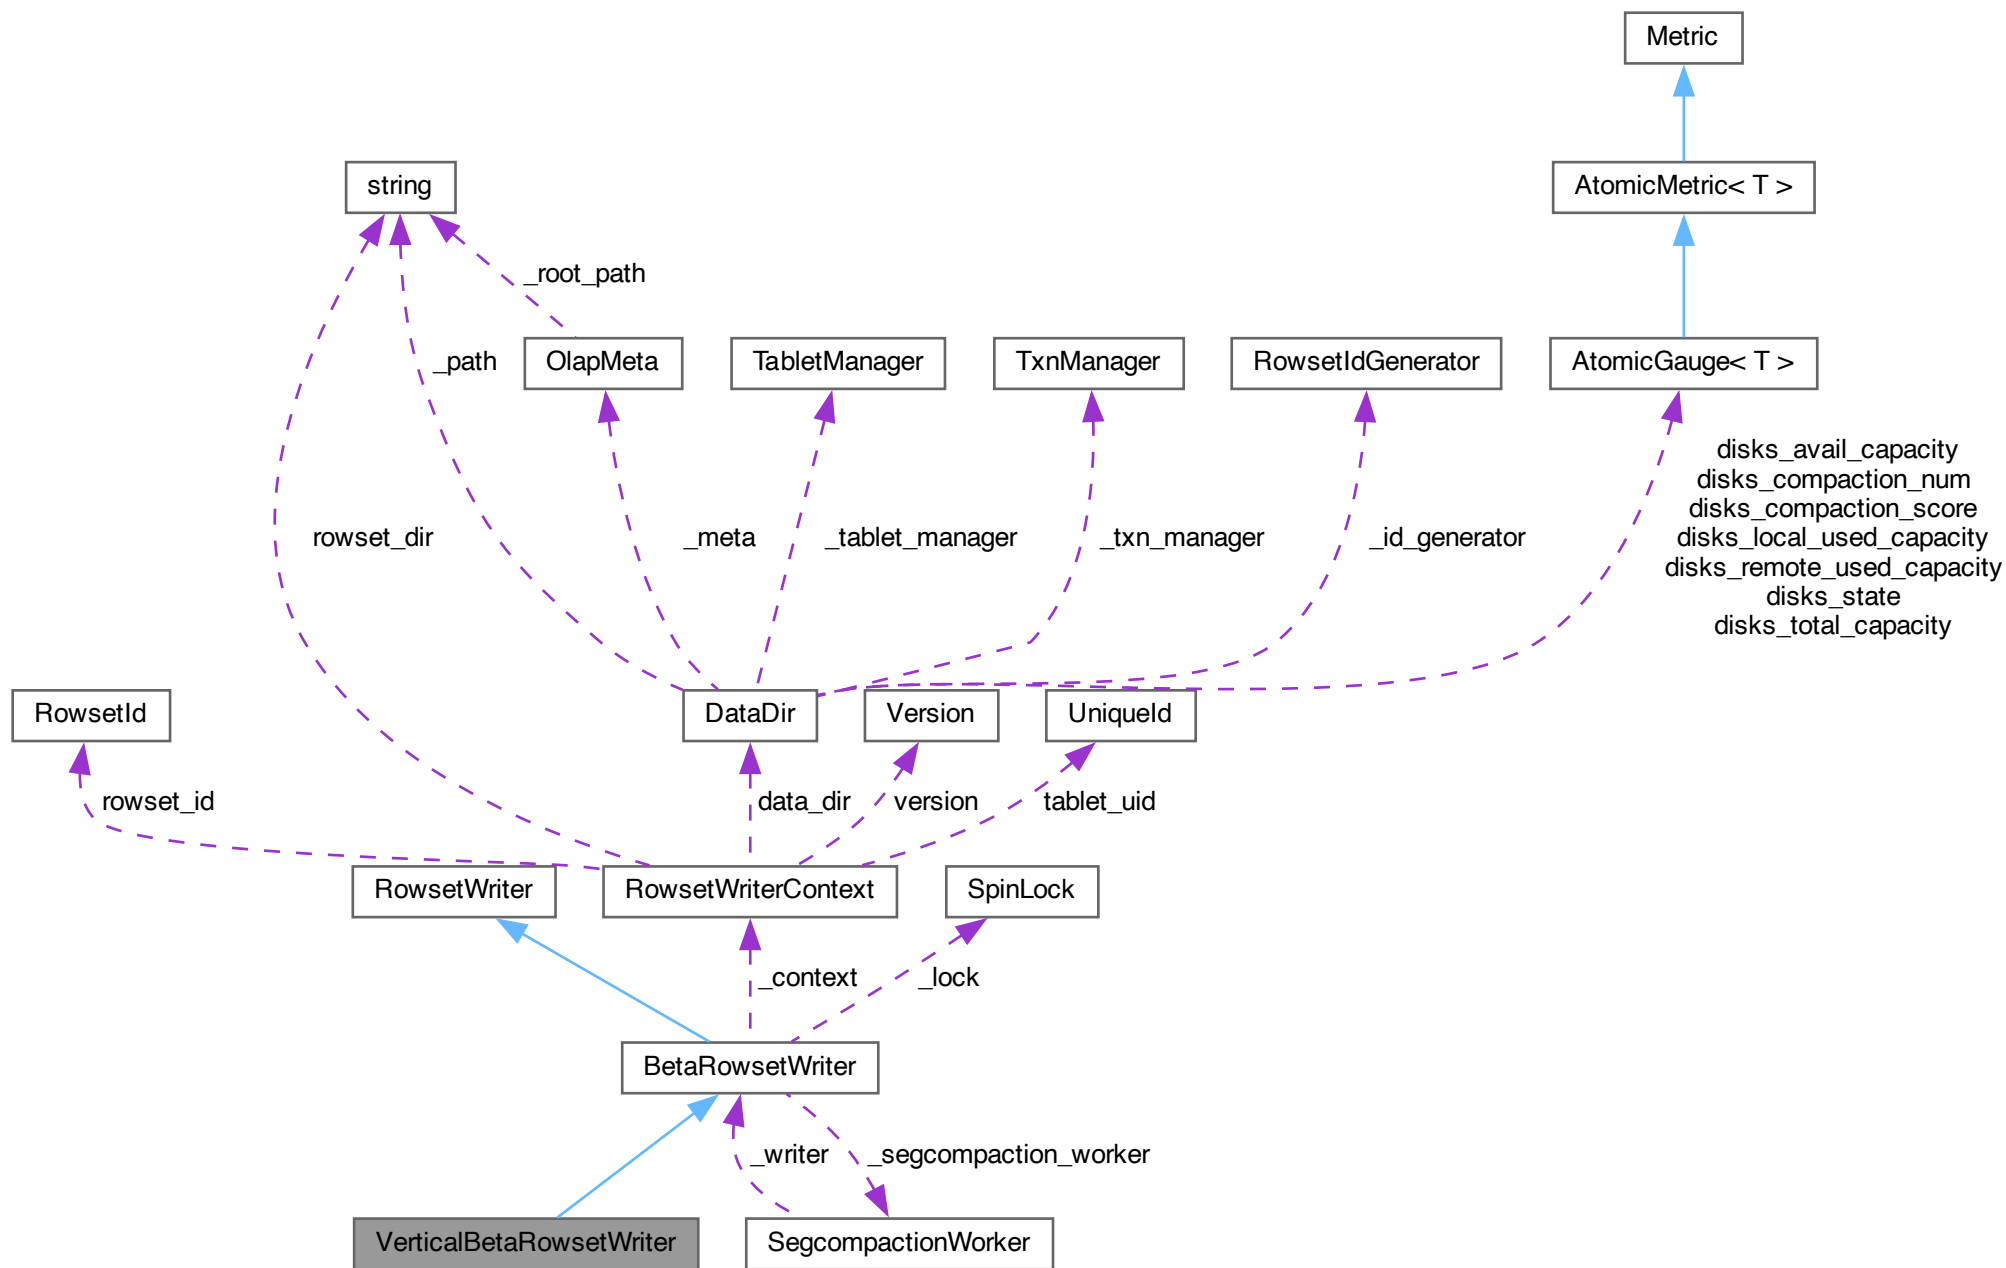 Metric
string
AtomicMetric< T >
_root_path
_path
OlapMeta
TabletManager
TxnManager
RowsetIdGenerator
AtomicGauge< T >
disks_avail_capacity
disks_compaction_num
disks_compaction_score
disks_local_used_capacity
disks_remote_used_capacity
disks_state
disks_total_capacity
rowset_dir
_meta
_tablet_manager
_txn_manager
_id_generator
RowsetId
DataDir
Version
UniqueId
rowset_id
data_dir
version
tablet_uid
RowsetWriter
RowsetWriterContext
SpinLock
_context
_lock
BetaRowsetWriter
_writer
_segcompaction_worker
VerticalBetaRowsetWriter
SegcompactionWorker